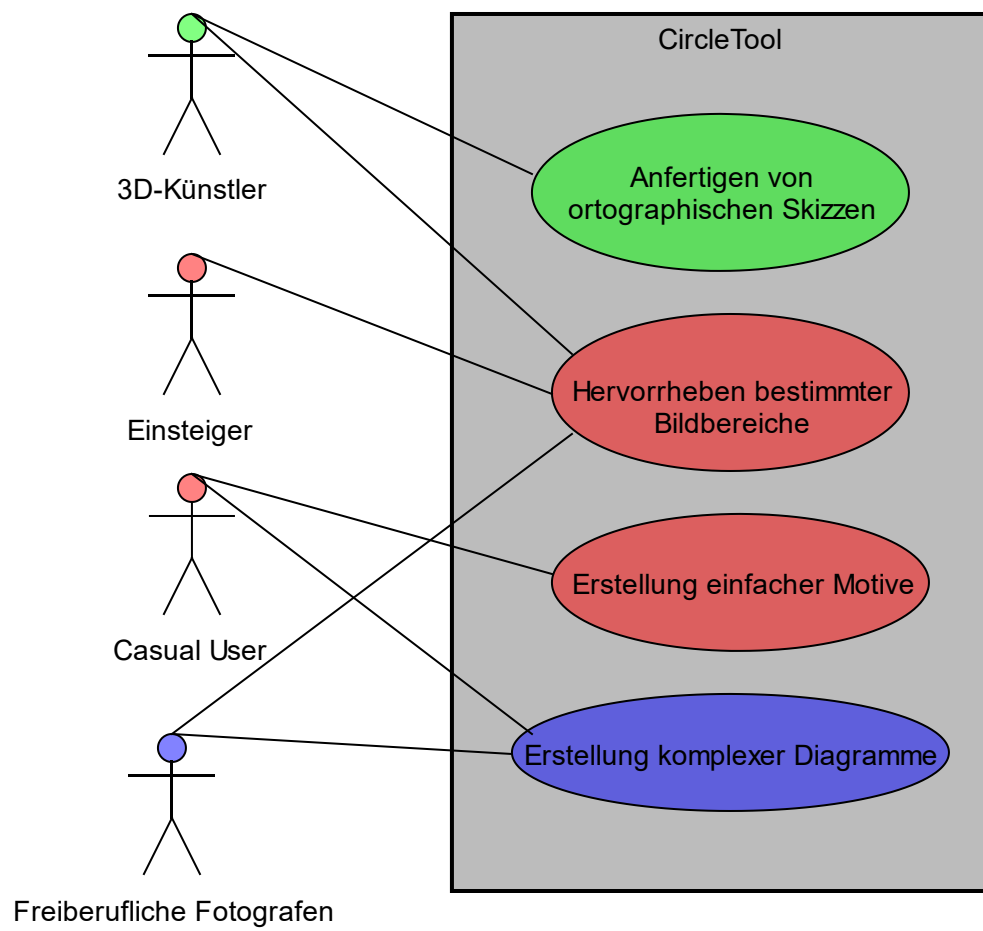 CircleTool
3D-Künstler
Anfertigen von
ortographischen Skizzen
Einsteiger
Hervorrheben bestimmter
Bildbereiche
Casual User
Erstellung einfacher Motive
Erstellung komplexer Diagramme
Freiberufliche Fotografen